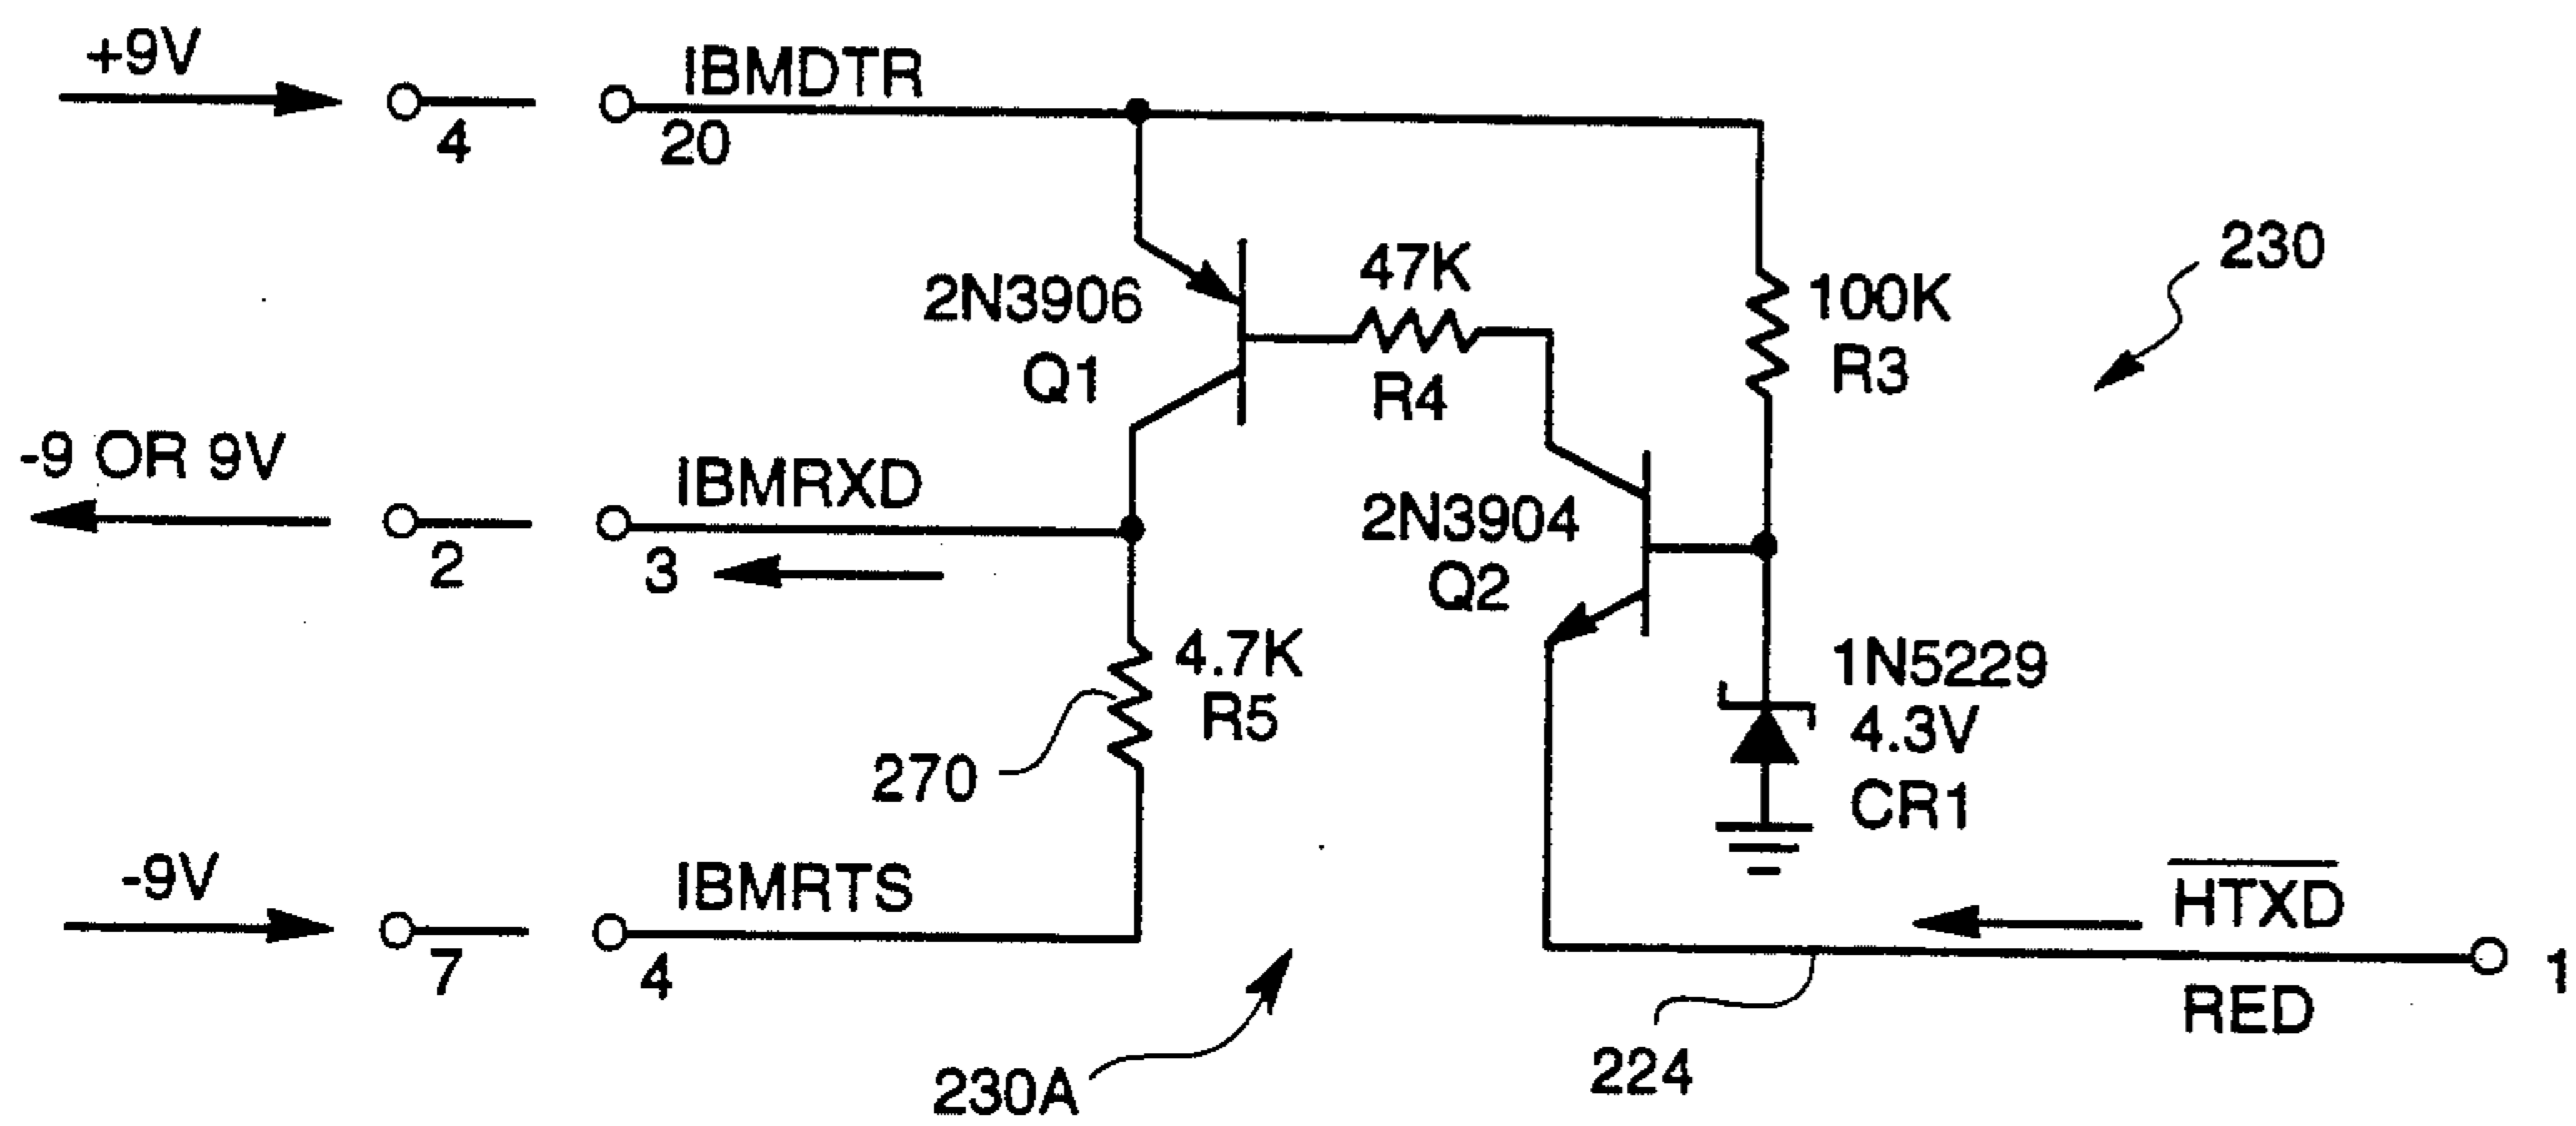 +9V
IBMDTR
4
20
230
2N3906
Q1
47K
R4
100K
R3
-9 OR 9V
IBMRXD
2
3
2N3904
Q2
4.7K
R5
270
1N5229
4.3V
CR1
-9V
IBMRTS
7
4
HTXD
RED
1
224
230A